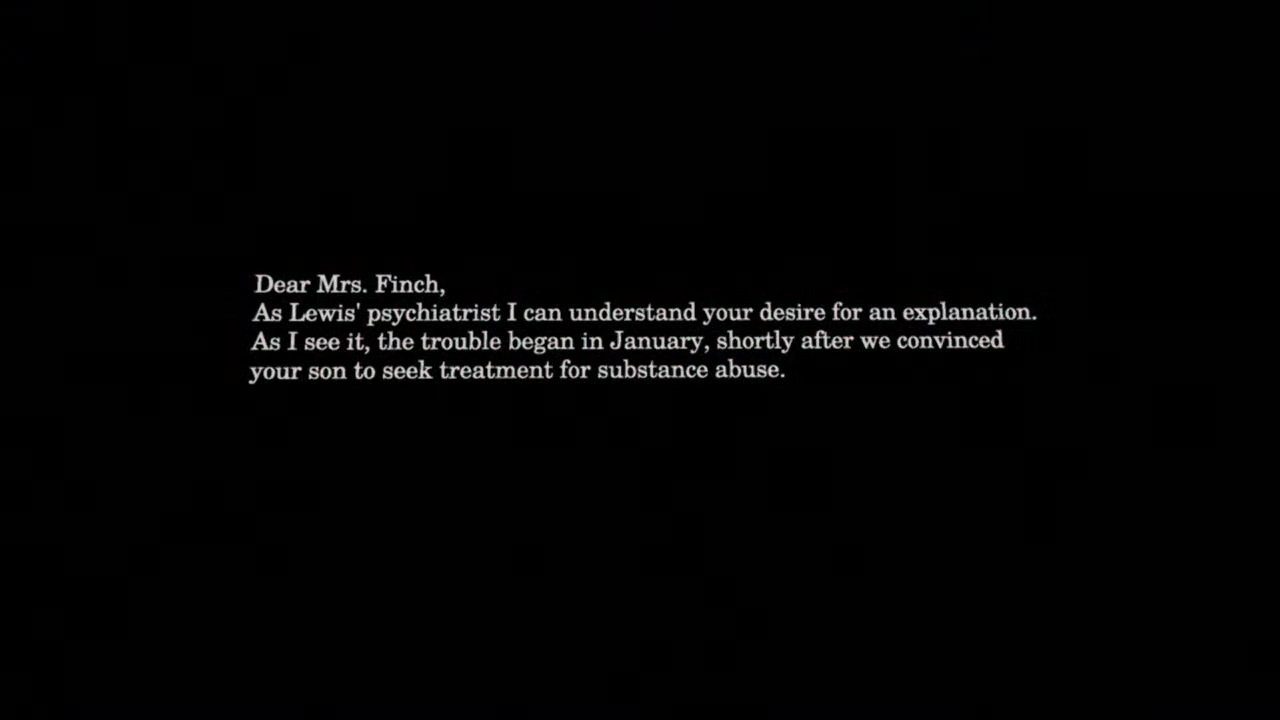 Dear Mrs. Finch,
As Lewis' psychiatrist I can understand your desire for an explanation.
As I see it, the trouble began in January, shortly after we convinced
your son to seek treatment for substance abuse.